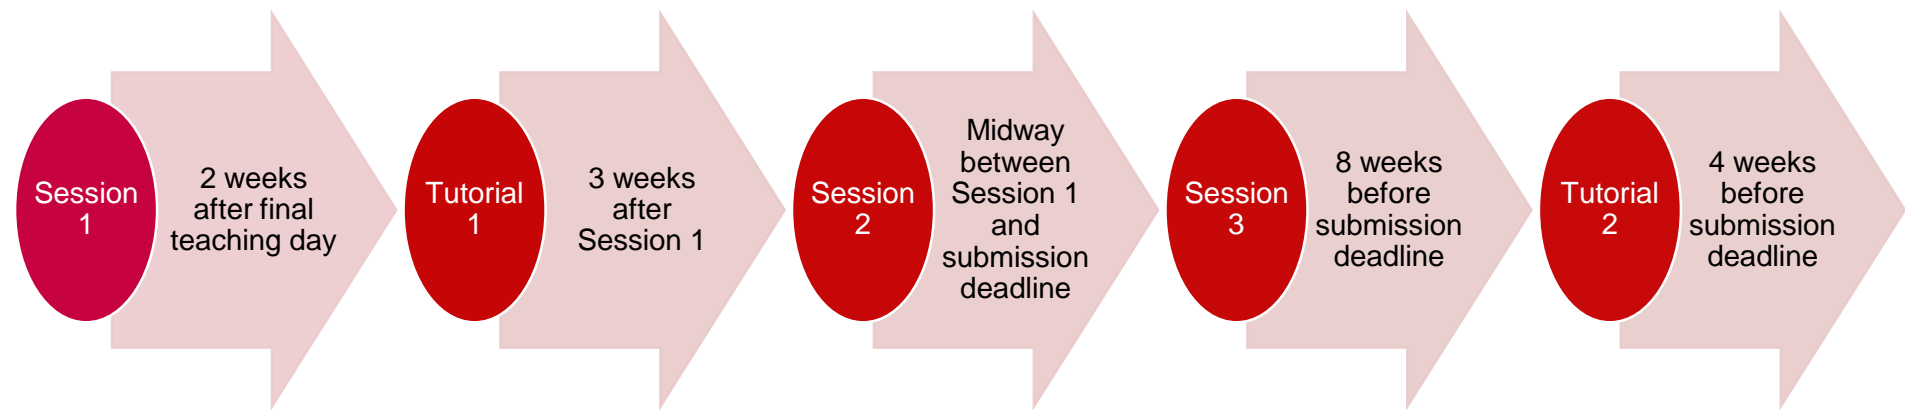 Session
1
2 weeks
after final
teaching day
Tutorial
1
3 weeks
after
Session 1
Session
2
Midway
between
Session 1
and
submission
deadline
Session
3
8 weeks
before
submission
deadline
Tutorial
2
4 weeks
before
submission
deadline